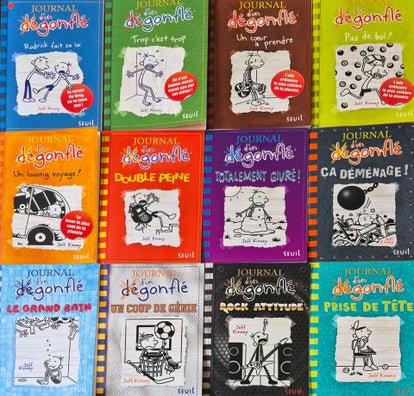 JOURNAL
d'un
dégonflé
Rodrick fait sa loi
Jeff Kinney
SEUIL
JOURNAL
d'un
dégonflé
Trop c'est trop
Jeff Kinney
SEUIL
JOURNAL
d'un
dégonflé
Un cœur à prendre
Jeff Kinney
SEUIL
JOURNAL
d'un
dégonflé
Pas de bol!
Jeff Kinney
SEUIL
JOURNAL
d'un
dégonflé
Un looong voyage!
Jeff Kinney
SEUIL
JOURNAL
d'un
dégonflé
DOUBLE PEINE
Jeff Kinney
SEUIL
JOURNAL
d'un
dégonflé
TOTALEMENT GIVRÉ!
Jeff Kinney
SEUIL
JOURNAL
d'un
dégonflé
ÇA DÉMÉNAGE!
Jeff Kinney
SEUIL
JOURNAL
d'un
dégonflé
LE GRAND BAIN
Jeff Kinney
SEUIL
JOURNAL
d'un
dégonflé
UN COUP DE GÉNIE
Jeff Kinney
SEUIL
JOURNAL
d'un
dégonflé
ROCK ATTITUDE
Jeff Kinney
SEUIL
JOURNAL
d'un
dégonflé
PRISE DE TÊTE
Jeff Kinney
SEUIL